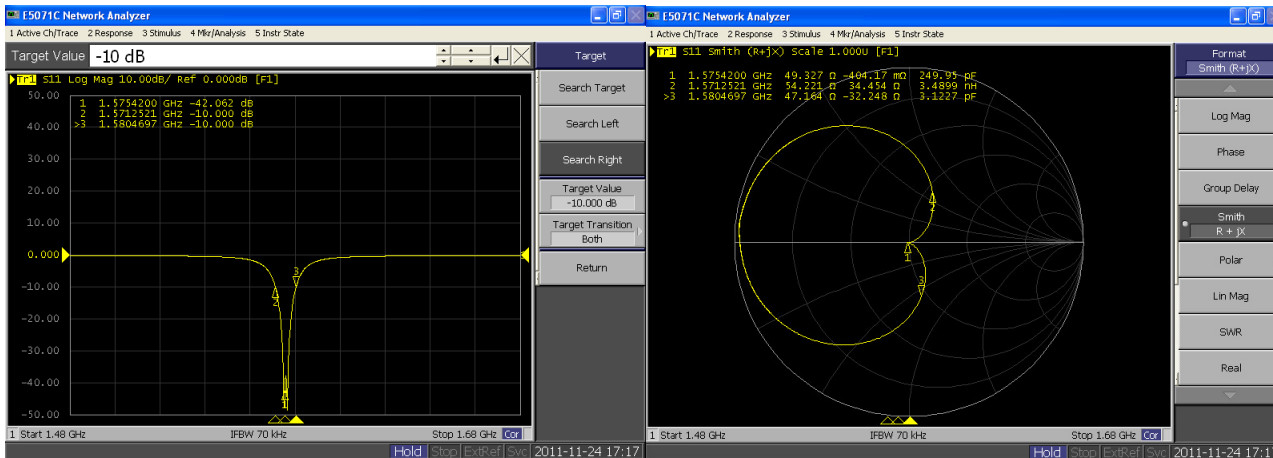 E5071C Network Analyzer
1 Active Ch/Trace 2 Response 3 Stimulus 4 Mkr/Analysis 5 Instr State
Target Value -10 dB
Tr1 S11 Log Mag 10.00dB/ Ref 0.000dB [F1]
50.00
1 1.5754200 GHz -42.062 dB
2 1.5712521 GHz -10.000 dB
>3 1.5804697 GHz -10.000 dB
40.00
30.00
20.00
10.00
0.000
-10.00
-20.00
-30.00
-40.00
-50.00
3
2
1
1 Start 1.48 GHz IFBW 70 kHz Stop 1.68 GHz Cor
Target
Search Target
Search Left
Search Right
Target Value
-10.000 dB
Target Transition
Both
Return
Hold Stop ExtRef Svc 2011-11-24 17:17
E5071C Network Analyzer
1 Active Ch/Trace 2 Response 3 Stimulus 4 Mkr/Analysis 5 Instr State
Tr1 S11 Smith (R+jX) Scale 1.000U [F1]
1 1.5754200 GHz 49.327 Ω -404.17 mΩ 249.95 pF
2 1.5712521 GHz 54.221 Ω 34.454 Ω 3.4899 nH
>3 1.5804697 GHz 47.164 Ω -32.248 Ω 3.1227 pF
2
1
3
1 Start 1.48 GHz IFBW 70 kHz Stop 1.68 GHz Cor
Format
Smith (R+jX)
Log Mag
Phase
Group Delay
Smith
R + jX
Polar
Lin Mag
SWR
Real
Hold Stop ExtRef Svc 2011-11-24 17:1